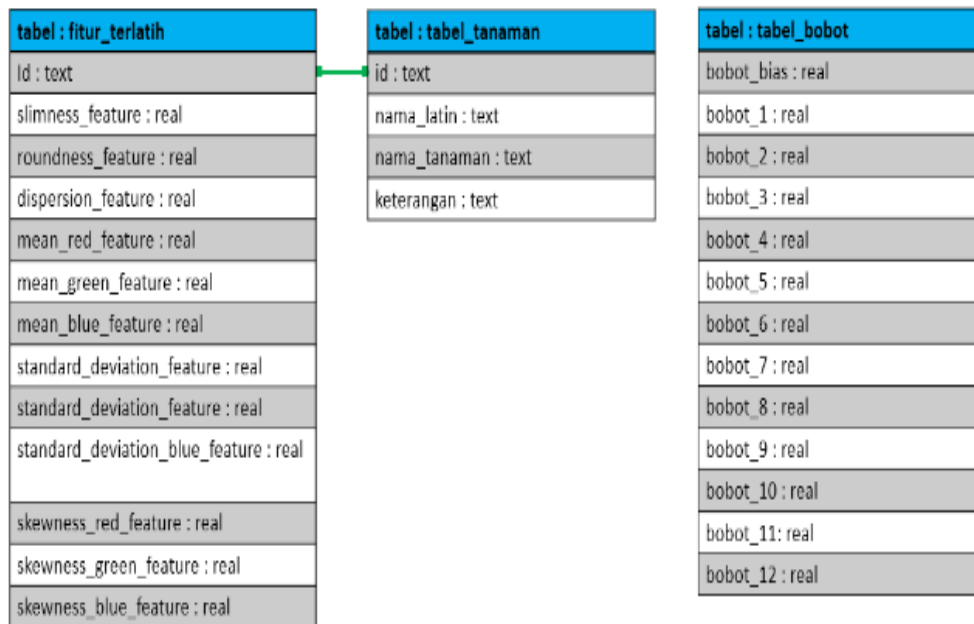 tabel : fitur_terlatih
Id : text
slimness_feature : real
roundness_feature : real
dispersion_feature : real
mean_red_feature : real
mean_green_feature : real
mean_blue_feature : real
standard_deviation_feature : real
standard_deviation_feature : real
standard_deviation_blue_feature : real
skewness_red_feature : real
skewness_green_feature : real
skewness_blue_feature : real
tabel : tabel_tanaman
id : text
nama_latin : text
nama_tanaman : text
keterangan : text
tabel : tabel_bobot
bobot_bias : real
bobot_1 : real
bobot_2 : real
bobot_3 : real
bobot_4 : real
bobot_5 : real
bobot_6 : real
bobot_7 : real
bobot_8 : real
bobot_9 : real
bobot_10 : real
bobot_11: real
bobot_12 : real